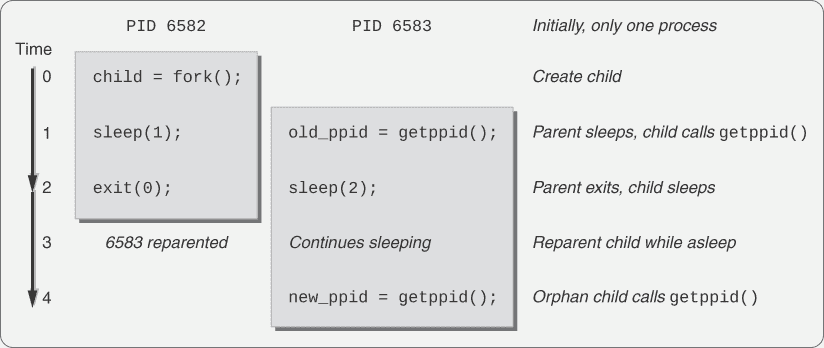 PID 6582 PID 6583 Initially, only one process
Time
0 child = fork(); Create child
1 sleep(1); old_ppid = getppid(); Parent sleeps, child calls getppid()
2 exit(0); sleep(2); Parent exits, child sleeps
3 6583 reparented Continues sleeping Reparent child while asleep
4 new_ppid = getppid(); Orphan child calls getppid()